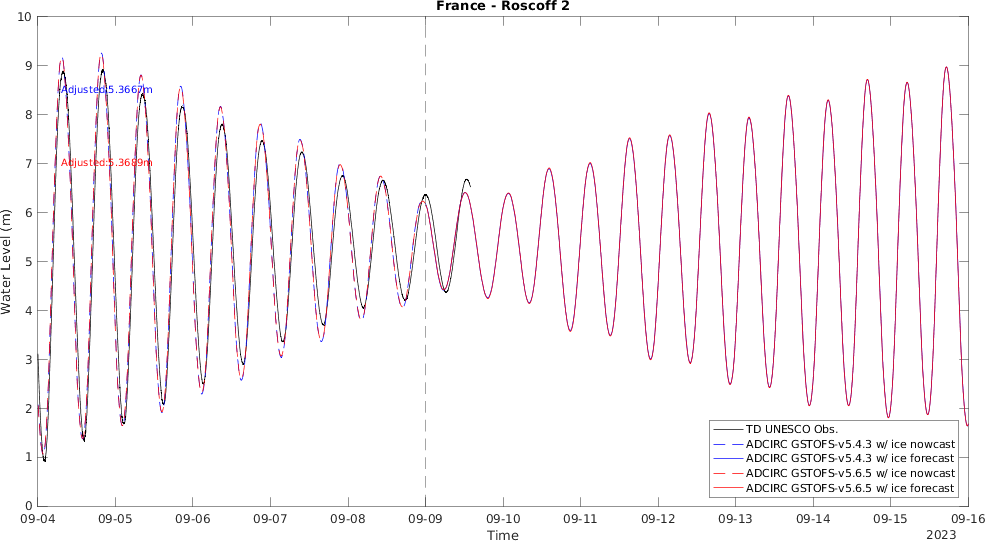 France - Roscoff 2
10
9
8
7
6
5
4
3
2
1
0
Water Level (m)
Adjusted:5.3667m
Adjusted:5.3689m
TD UNESCO Obs.
ADCIRC GSTOFS-v5.4.3 w/ ice nowcast
ADCIRC GSTOFS-v5.4.3 w/ ice forecast
ADCIRC GSTOFS-v5.6.5 w/ ice nowcast
ADCIRC GSTOFS-v5.6.5 w/ ice forecast
09-04 09-05 09-06 09-07 09-08 09-09 09-10 09-11 09-12 09-13 09-14 09-15 09-16
Time
2023